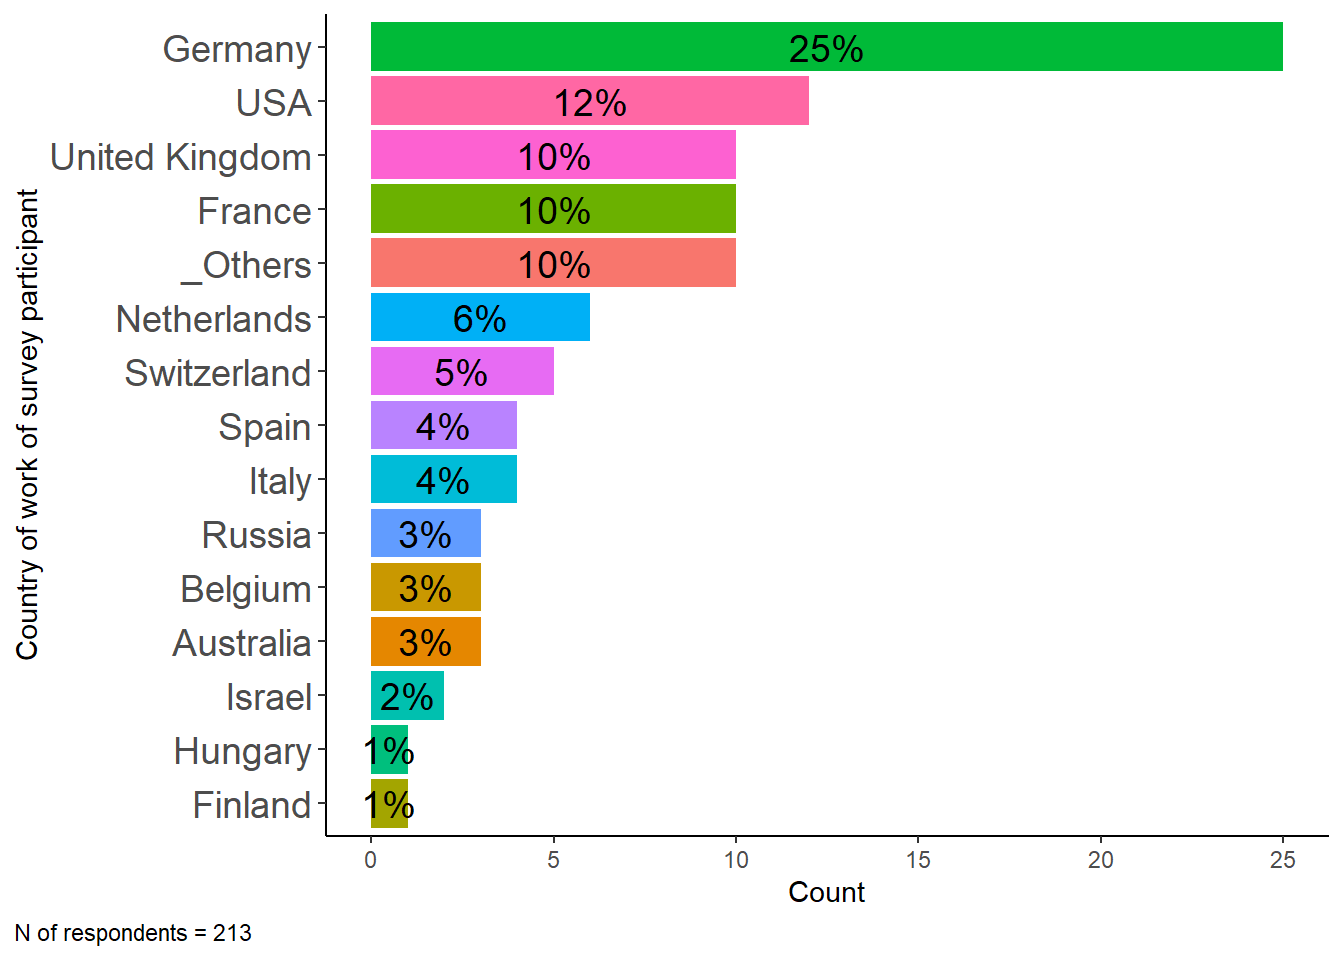 Country of work of survey participant
Germany 25%
USA 12%
United Kingdom 10%
France 10%
_Others 10%
Netherlands 6%
Switzerland 5%
Spain 4%
Italy 4%
Russia 3%
Belgium 3%
Australia 3%
Israel 2%
Hungary 1%
Finland 1%
0 5 10 15 20 25
Count
N of respondents = 213